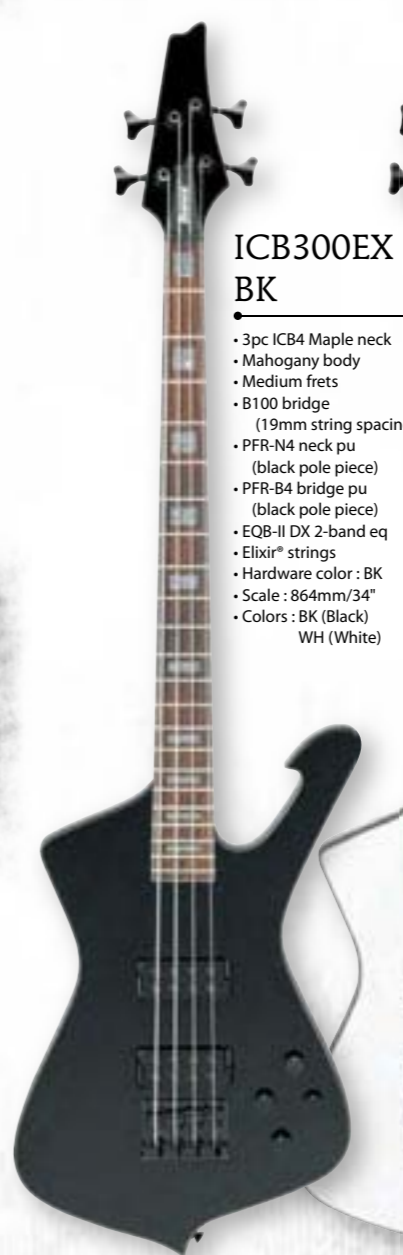 ICB300EX
BK
• 3pc ICB4 Maple neck
• Mahogany body
• Medium frets
• B100 bridge
(19mm string spacin
• PFR-N4 neck pu
(black pole piece)
• PFR-B4 bridge pu
(black pole piece)
• EQB-II DX 2-band eq
• Elixir® strings
• Hardware color : BK
• Scale : 864mm/34"
• Colors : BK (Black)
WH (White)